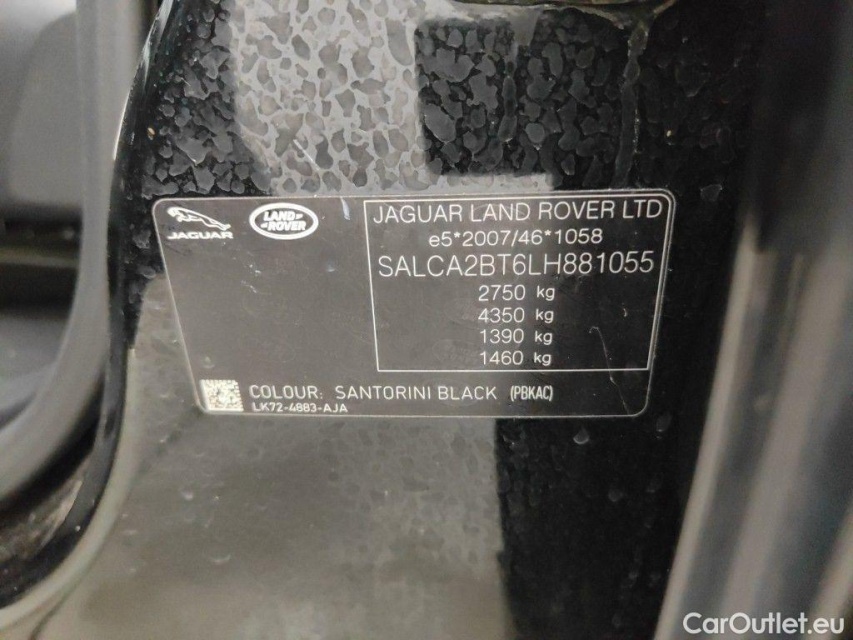 JAGUAR
LAND ROVER
JAGUAR LAND ROVER LTD
e5*2007/46*1058
SALCA2BT6LH881055
2750 kg
4350 kg
1390 kg
1460 kg
COLOUR: SANTORINI BLACK (PBKAC)
LK72-4883-AJA
CarOutlet.eu